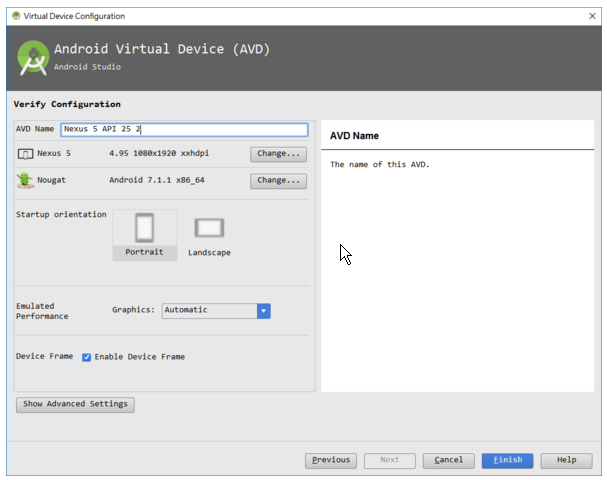 Virtual Device Configuration
Android Virtual Device (AVD)
Android Studio
Verify Configuration
AVD Name Nexus 5 API 25 2
Nexus 5 4.95 1080x1920 xxhdpi Change...
Nougat Android 7.1.1 x86_64 Change...
Startup orientation
Portrait Landscape
Emulated
Performance
Graphics: Automatic
Device Frame Enable Device Frame
Show Advanced Settings
AVD Name
The name of this AVD.
Previous Next Cancel Finish Help